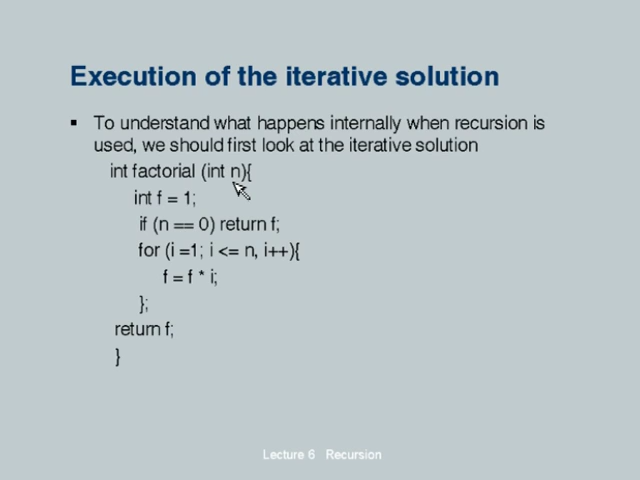 Execution of the iterative solution
▪ To understand what happens internally when recursion is
used, we should first look at the iterative solution
int factorial (int n){
int f = 1;
if (n == 0) return f;
for (i =1; i <= n, i++){
f = f * i;
};
return f;
}
Lecture 6 Recursion